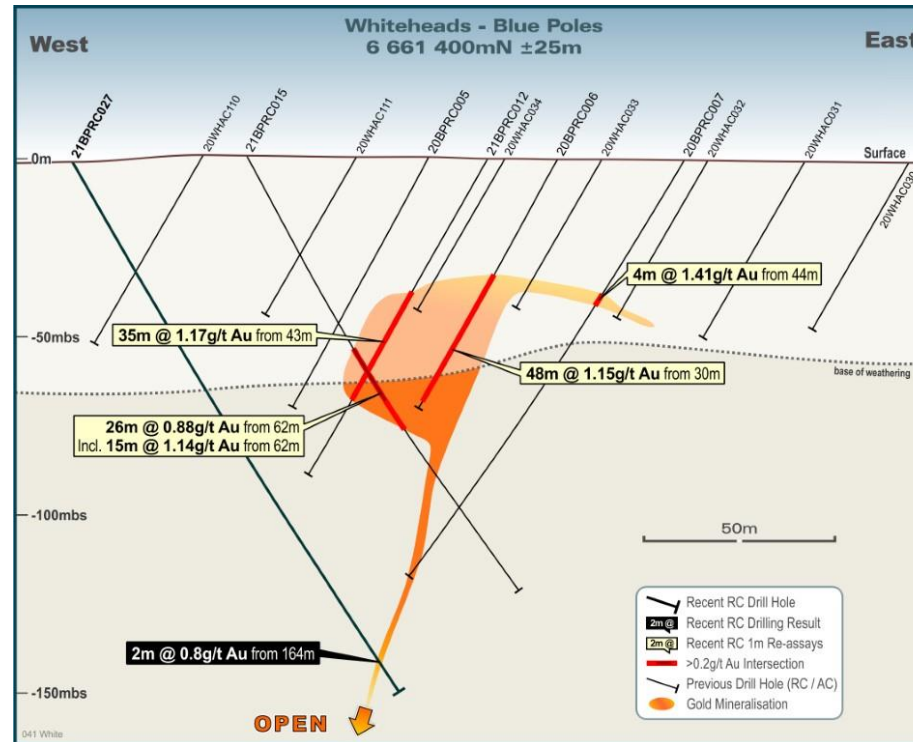 Whiteheads - Blue Poles
6 661 400mN ±25m
West
East
21BPRC027
20WHAC110
21BPRC015
20WHAC111
20BPRC005
21BPRC012
20WHAC034
20BPRC006
20WHAC033
20BPRC007
20WHAC032
20WHAC031
20WHAC030
0m
Surface
4m @ 1.41g/t Au from 44m
35m @ 1.17g/t Au from 43m
-50mbs
48m @ 1.15g/t Au from 30m
base of weathering
26m @ 0.88g/t Au from 62m
Incl. 15m @ 1.14g/t Au from 62m
-100mbs
50m
2m @ 0.8g/t Au from 164m
-150mbs
OPEN
Recent RC Drill Hole
2m @ Recent RC Drilling Result
2m @ Recent RC 1m Re-assays
>0.2g/t Au Intersection
Previous Drill Hole (RC / AC)
Gold Mineralisation
041 White